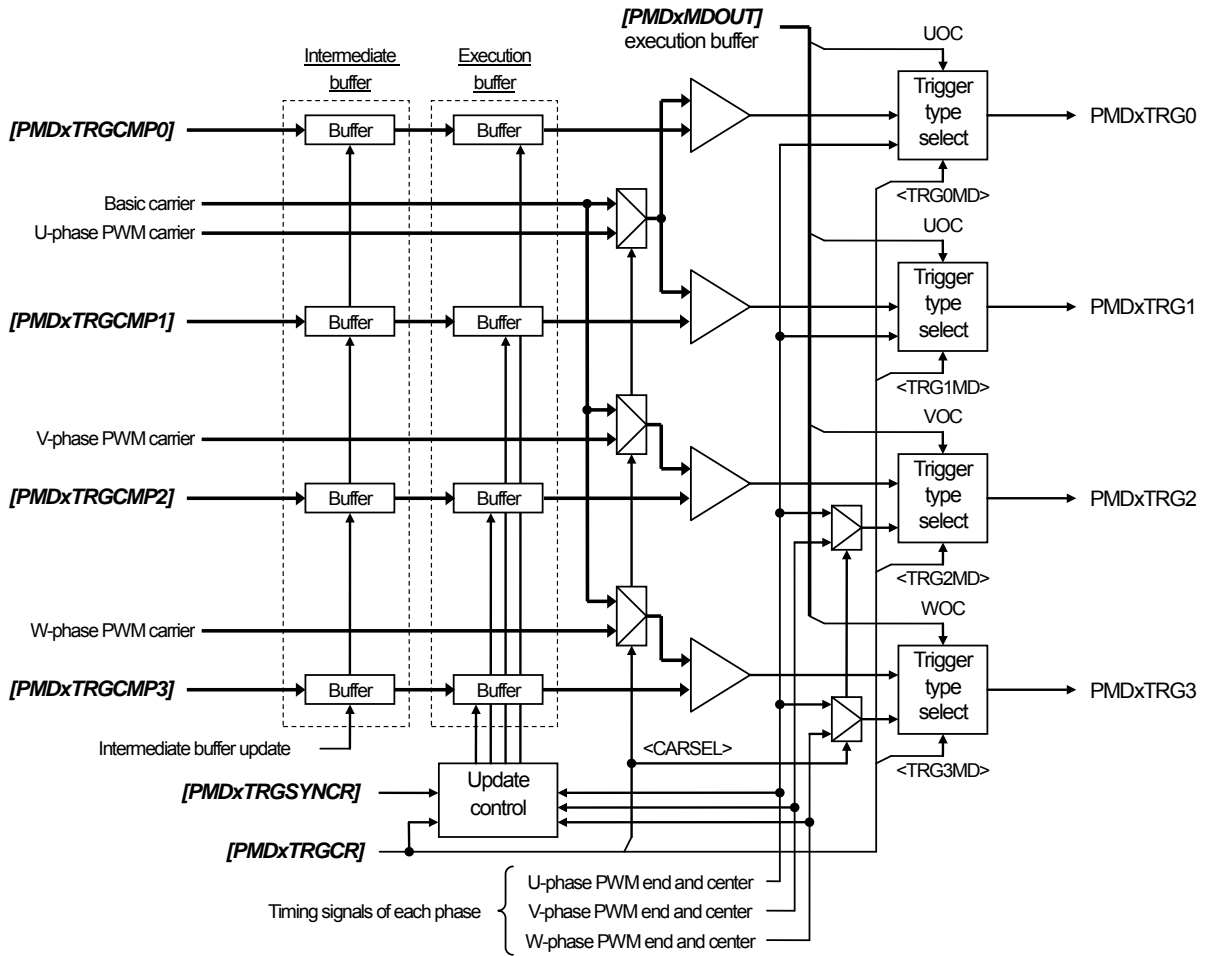 [PMDxMDOUT]
execution buffer
UOC
Intermediate
buffer
Execution
buffer
[PMDxTRGCMP0]
Buffer
Buffer
Trigger
type
select
PMDxTRG0
<TRG0MD>
Basic carrier
U-phase PWM carrier
UOC
[PMDxTRGCMP1]
Buffer
Buffer
Trigger
type
select
PMDxTRG1
<TRG1MD>
V-phase PWM carrier
VOC
[PMDxTRGCMP2]
Buffer
Buffer
Trigger
type
select
PMDxTRG2
<TRG2MD>
W-phase PWM carrier
WOC
[PMDxTRGCMP3]
Buffer
Buffer
Trigger
type
select
PMDxTRG3
<TRG3MD>
Intermediate buffer update
<CARSEL>
[PMDxTRGSYNCR]
Update
control
[PMDxTRGCR]
Timing signals of each phase
U-phase PWM end and center
V-phase PWM end and center
W-phase PWM end and center